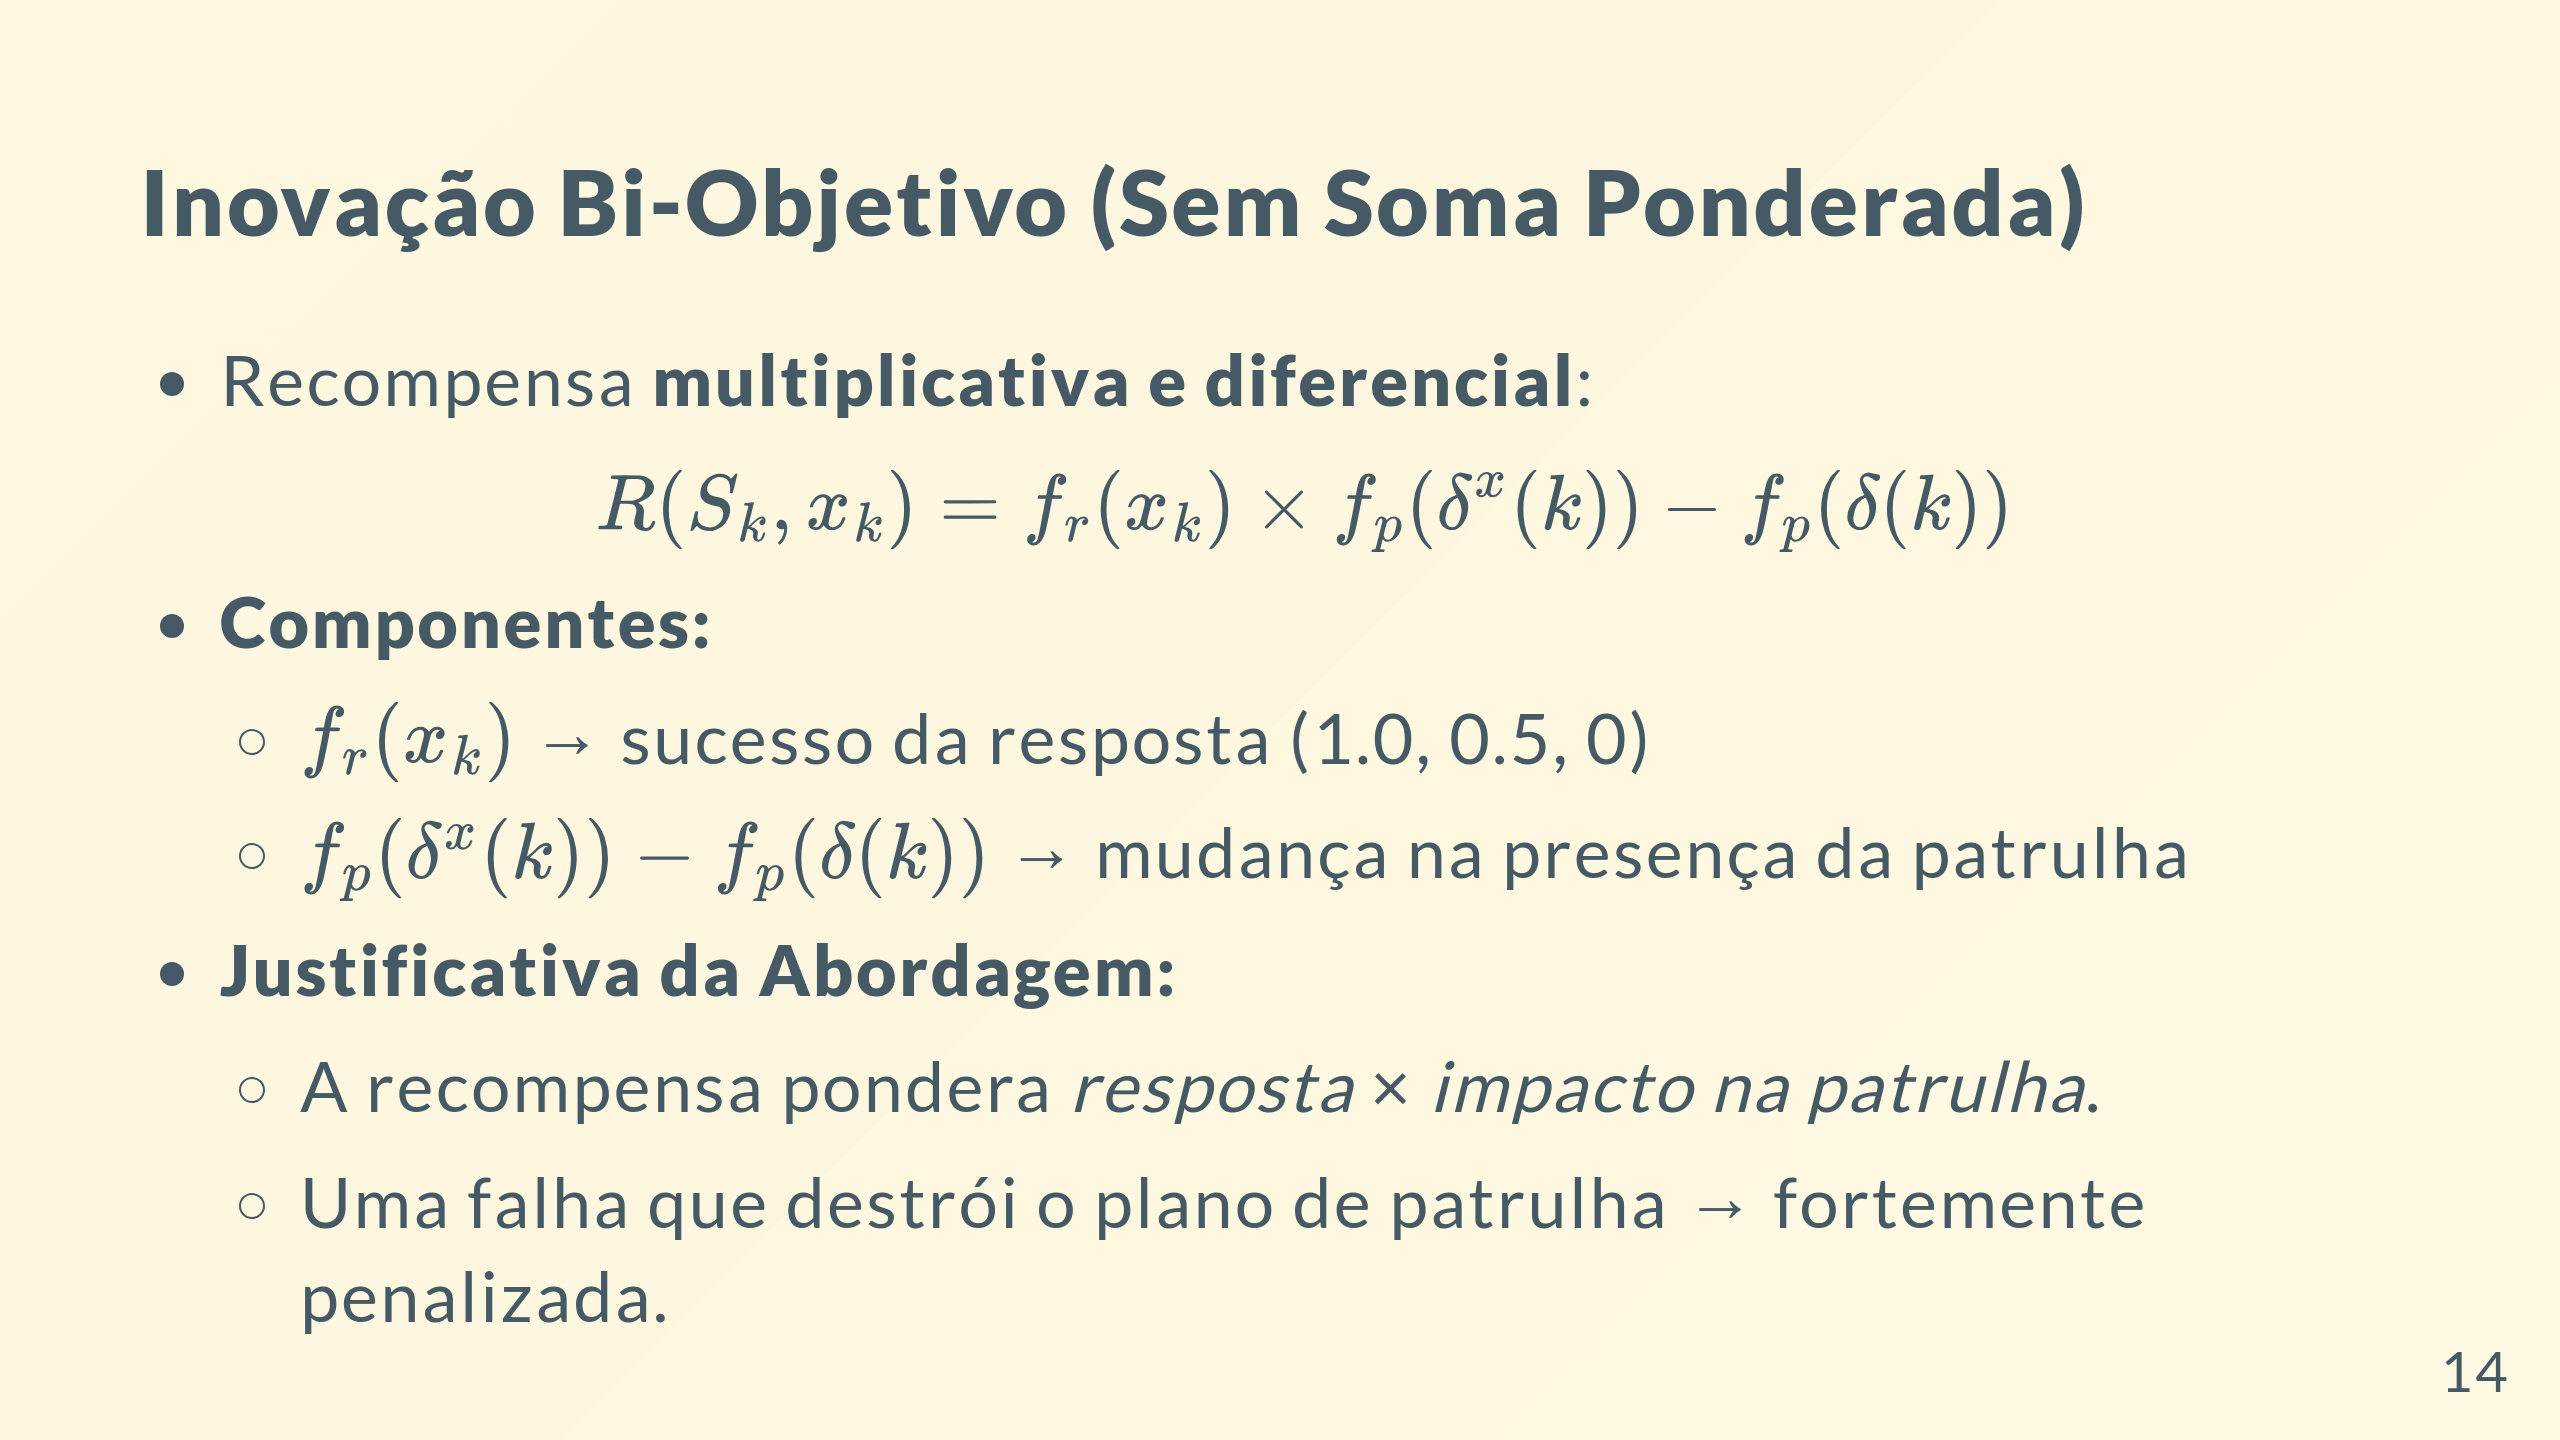 Inovação Bi-Objetivo (Sem Soma Ponderada)
• Recompensa multiplicativa e diferencial:
R(S_k, x_k) = f_r(x_k) × f_p(δ^x(k)) − f_p(δ(k))
• Componentes:
○ f_r(x_k) → sucesso da resposta (1.0, 0.5, 0)
○ f_p(δ^x(k)) − f_p(δ(k)) → mudança na presença da patrulha
• Justificativa da Abordagem:
○ A recompensa pondera resposta × impacto na patrulha.
○ Uma falha que destrói o plano de patrulha → fortemente
penalizada.
14